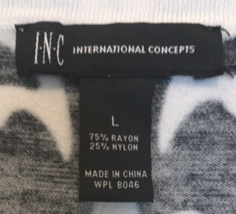 I·N·C INTERNATIONAL CONCEPTS
L
75% RAYON
25% NYLON
MADE IN CHINA
WPL 8046